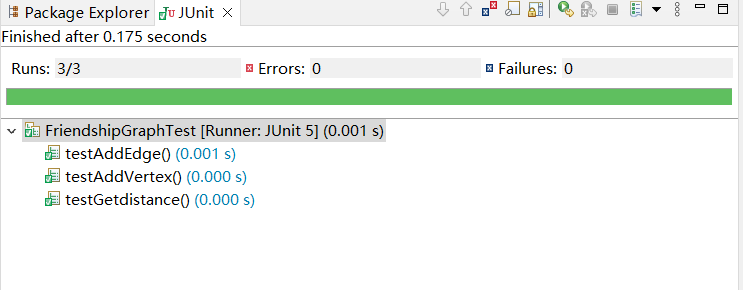 Package Explorer JUnit
Finished after 0.175 seconds
Runs: 3/3 Errors: 0 Failures: 0
FriendshipGraphTest [Runner: JUnit 5] (0.001 s)
testAddEdge() (0.001 s)
testAddVertex() (0.000 s)
testGetdistance() (0.000 s)